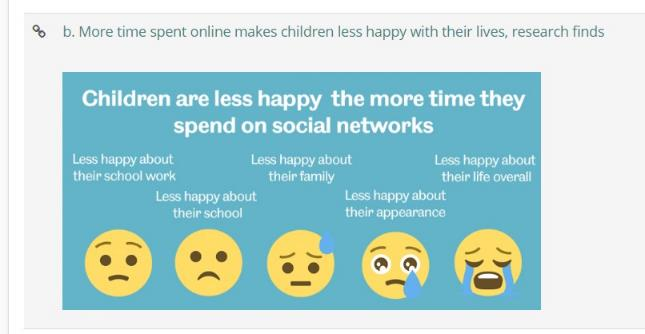 b. More time spent online makes children less happy with their lives, research finds
Children are less happy the more time they
spend on social networks
Less happy about
their school work
Less happy about
their school
Less happy about
their family
Less happy about
their appearance
Less happy about
their life overall